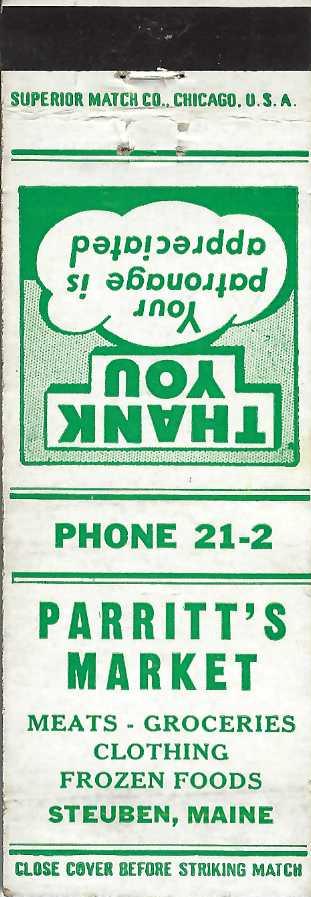 SUPERIOR MATCH CO., CHICAGO, U.S.A.
THANK
YOU
Your
patronage is
appreciated
PHONE 21-2
PARRITT'S
MARKET
MEATS - GROCERIES
CLOTHING
FROZEN FOODS
STEUBEN, MAINE
CLOSE COVER BEFORE STRIKING MATCH